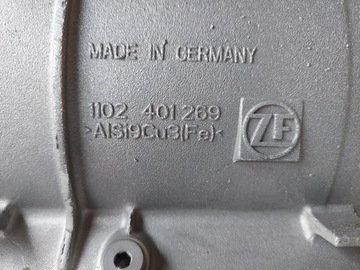 MADE IN GERMANY
1102 401 269
>AlSi9Cu3(Fe)<
ZF